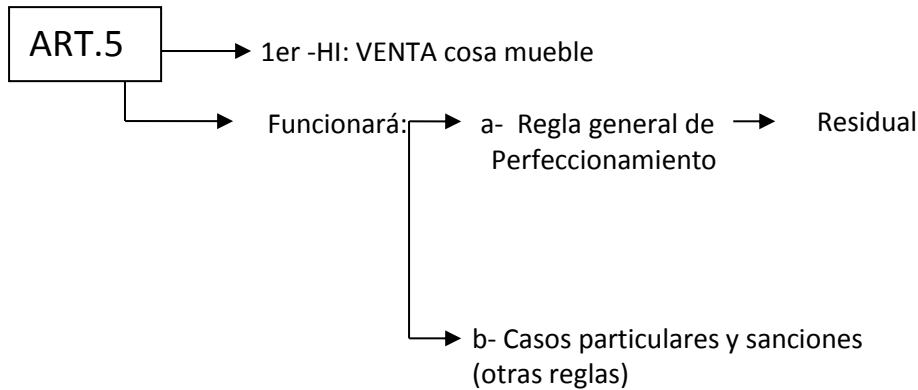 ART.5
1er -HI: VENTA cosa mueble
Funcionará:
a- Regla general de
Perfeccionamiento
Residual
b- Casos particulares y sanciones
(otras reglas)